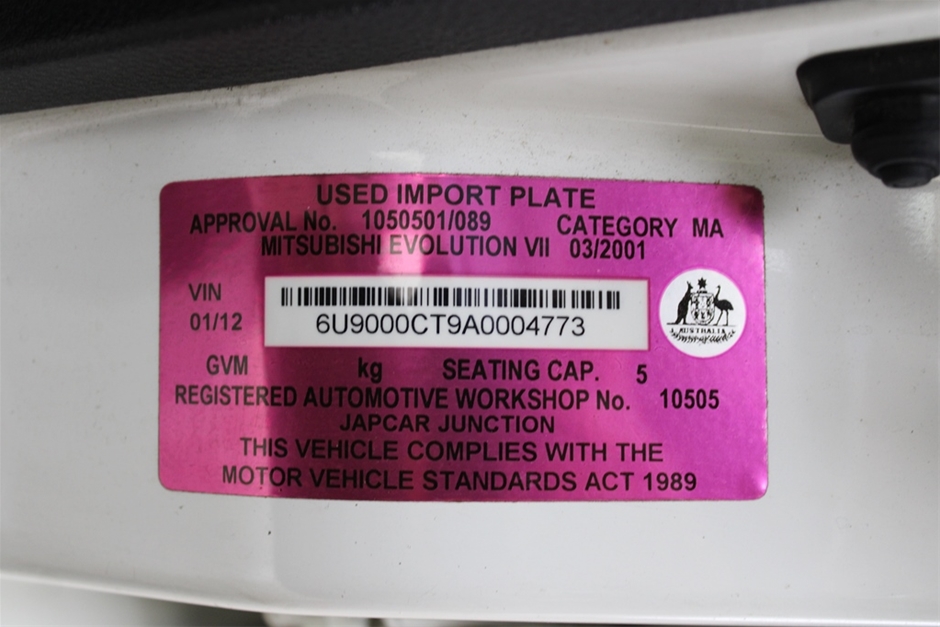 USED IMPORT PLATE
APPROVAL No. 1050501/089 CATEGORY MA
MITSUBISHI EVOLUTION VII 03/2001
VIN
01/12
6U9000CT9A0004773
AUSTRALIA
GVM kg SEATING CAP. 5
REGISTERED AUTOMOTIVE WORKSHOP No. 10505
JAPCAR JUNCTION
THIS VEHICLE COMPLIES WITH THE
MOTOR VEHICLE STANDARDS ACT 1989